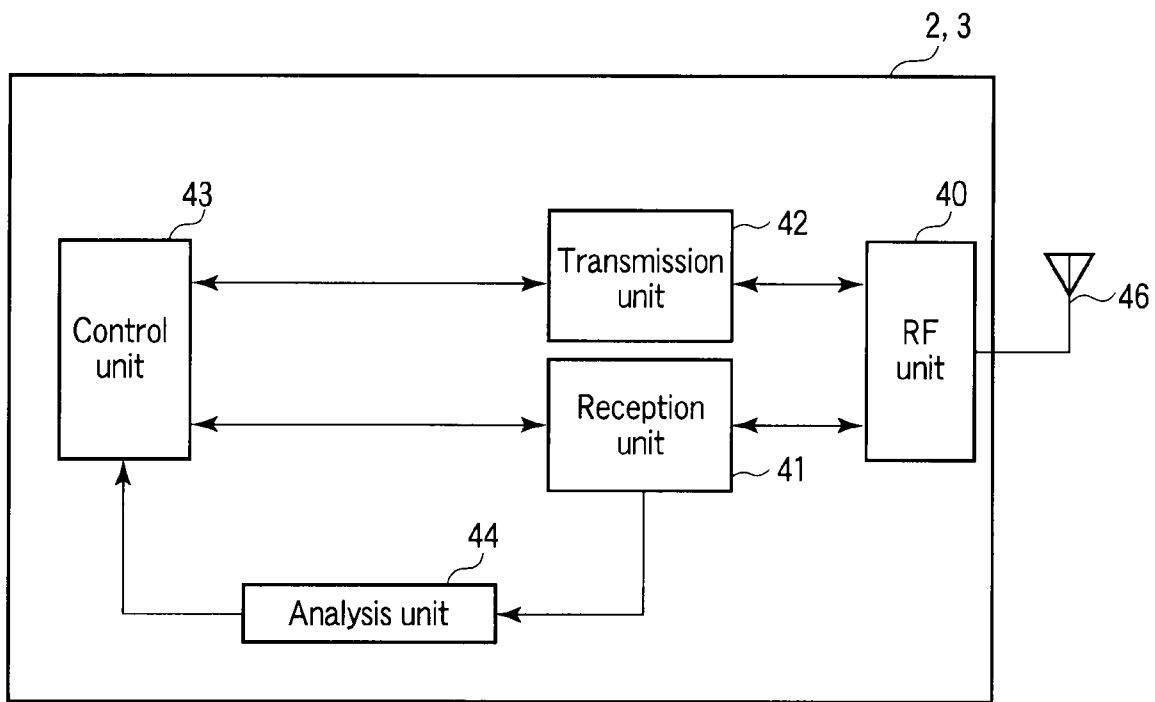 2, 3
43
42
40
Transmission
unit
46
Control
unit
RF
unit
Reception
unit
41
44
Analysis unit